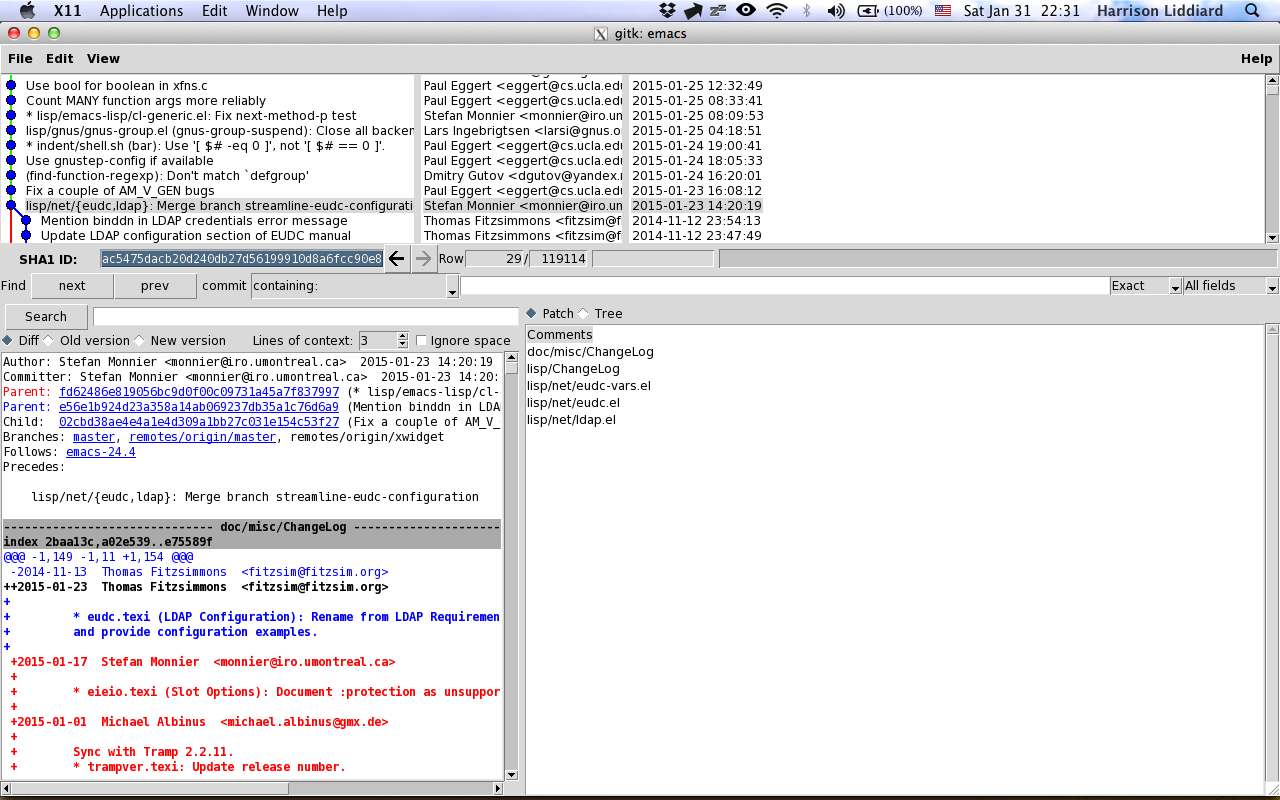 X11 Applications Edit Window Help (100%) Sat Jan 31 22:31 Harrison Liddiard
X gitk: emacs
File Edit View Help
Use bool for boolean in xfns.c Paul Eggert <eggert@cs.ucla.edu 2015-01-25 12:32:49
Count MANY function args more reliably Paul Eggert <eggert@cs.ucla.edu 2015-01-25 08:33:41
* lisp/emacs-lisp/cl-generic.el: Fix next-method-p test Stefan Monnier <monnier@iro.un 2015-01-25 08:09:53
lisp/gnus/gnus-group.el (gnus-group-suspend): Close all backen Lars Ingebrigtsen <larsi@gnus.o 2015-01-25 04:18:51
* indent/shell.sh (bar): Use '[ $# -eq 0 ]', not '[ $# == 0 ]'. Paul Eggert <eggert@cs.ucla.edu 2015-01-24 19:00:41
Use gnustep-config if available Paul Eggert <eggert@cs.ucla.edu 2015-01-24 18:05:33
(find-function-regexp): Don't match `defgroup' Dmitry Gutov <dgutov@yandex.r 2015-01-24 16:20:01
Fix a couple of AM_V_GEN bugs Paul Eggert <eggert@cs.ucla.edu 2015-01-23 16:08:12
lisp/net/{eudc,ldap}: Merge branch streamline-eudc-configurati Stefan Monnier <monnier@iro.un 2015-01-23 14:20:19
Mention binddn in LDAP credentials error message Thomas Fitzsimmons <fitzsim@f 2014-11-12 23:54:13
Update LDAP configuration section of EUDC manual Thomas Fitzsimmons <fitzsim@f 2014-11-12 23:47:49
SHA1 ID: ac5475dacb20d240db27d56199910d8a6fcc90e8 Row 29 / 119114
Find next prev commit containing: Exact All fields
Search
Patch Tree
Diff Old version New version Lines of context: 3 Ignore space
Comments
doc/misc/ChangeLog
lisp/ChangeLog
lisp/net/eudc-vars.el
lisp/net/eudc.el
lisp/net/ldap.el
Author: Stefan Monnier <monnier@iro.umontreal.ca>  2015-01-23 14:20:19
Committer: Stefan Monnier <monnier@iro.umontreal.ca>  2015-01-23 14:20:
Parent: fd62486e819056bc9d0f00c09731a45a7f837997 (* lisp/emacs-lisp/cl-
Parent: e56e1b924d23a358a14ab069237db35a1c76d6a9 (Mention binddn in LDA
Child:  02cbd38ae4e4a1e4d309a1bb27c031e154c53f27 (Fix a couple of AM_V_
Branches: master, remotes/origin/master, remotes/origin/xwidget
Follows: emacs-24.4
Precedes:
lisp/net/{eudc,ldap}: Merge branch streamline-eudc-configuration
------------------------------ doc/misc/ChangeLog ---------------------
index 2baa13c,a02e539..e75589f
@@@ -1,149 -1,11 +1,154 @@@
-2014-11-13  Thomas Fitzsimmons  <fitzsim@fitzsim.org>
++2015-01-23  Thomas Fitzsimmons  <fitzsim@fitzsim.org>
+
+ * eudc.texi (LDAP Configuration): Rename from LDAP Requiremen
+ and provide configuration examples.
+
+2015-01-17  Stefan Monnier  <monnier@iro.umontreal.ca>
+
+ * eieio.texi (Slot Options): Document :protection as unsuppor
+
+2015-01-01  Michael Albinus  <michael.albinus@gmx.de>
+
+ Sync with Tramp 2.2.11.
+ * trampver.texi: Update release number.